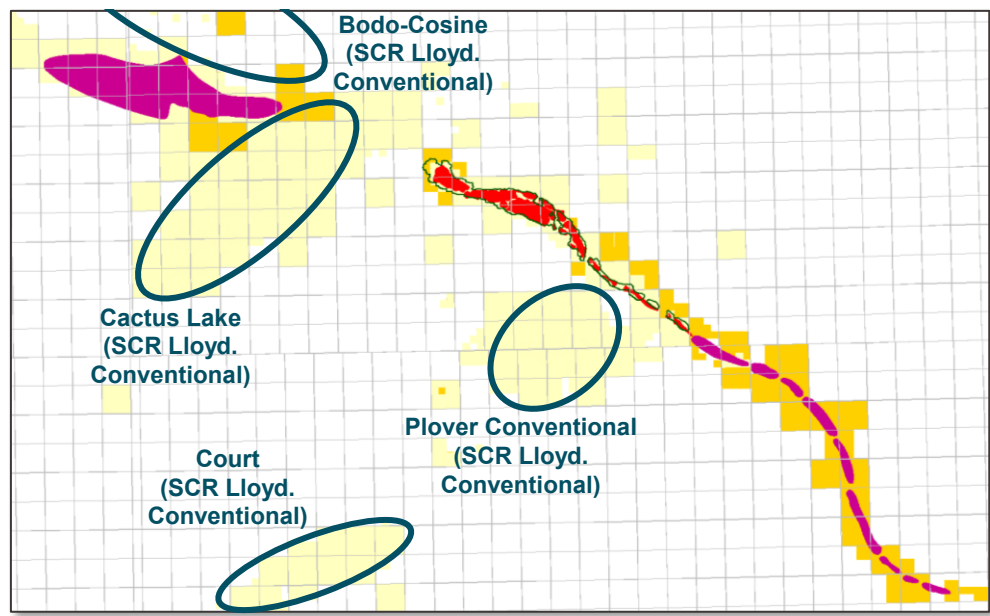 Bodo-Cosine
(SCR Lloyd.
Conventional)
Cactus Lake
(SCR Lloyd.
Conventional)
Plover Conventional
(SCR Lloyd.
Conventional)
Court
(SCR Lloyd.
Conventional)